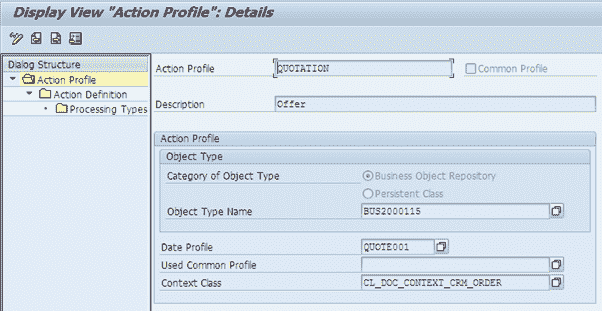 Display View "Action Profile": Details
Dialog Structure
Action Profile
Action Definition
Processing Types
Action Profile QUOTATION Common Profile
Description Offer
Action Profile
Object Type
Category of Object Type Business Object Repository
Persistent Class
Object Type Name BUS2000115
Date Profile QUOTE001
Used Common Profile
Context Class CL_DOC_CONTEXT_CRM_ORDER